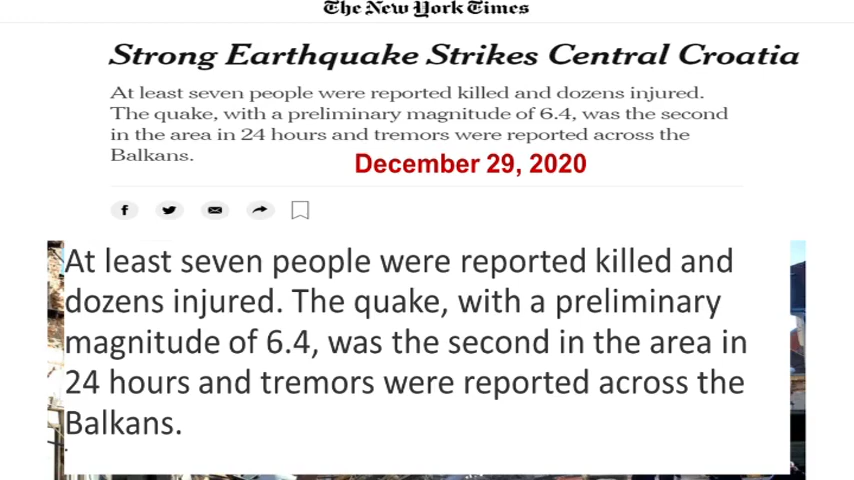 The New York Times
Strong Earthquake Strikes Central Croatia
At least seven people were reported killed and dozens injured.
The quake, with a preliminary magnitude of 6.4, was the second
in the area in 24 hours and tremors were reported across the
Balkans.
December 29, 2020
f
At least seven people were reported killed and
dozens injured. The quake, with a preliminary
magnitude of 6.4, was the second in the area in
24 hours and tremors were reported across the
Balkans.